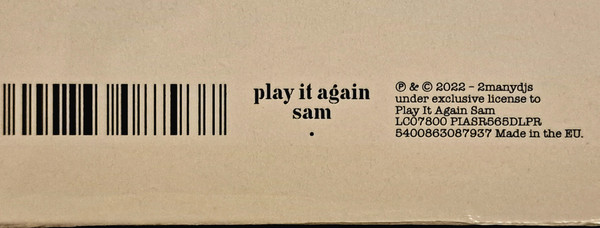 play it again
sam
℗ & © 2022 - 2manydjs
under exclusive license to
Play It Again Sam
LC07800 PIASR565DLPR
5400863087937 Made in the EU.